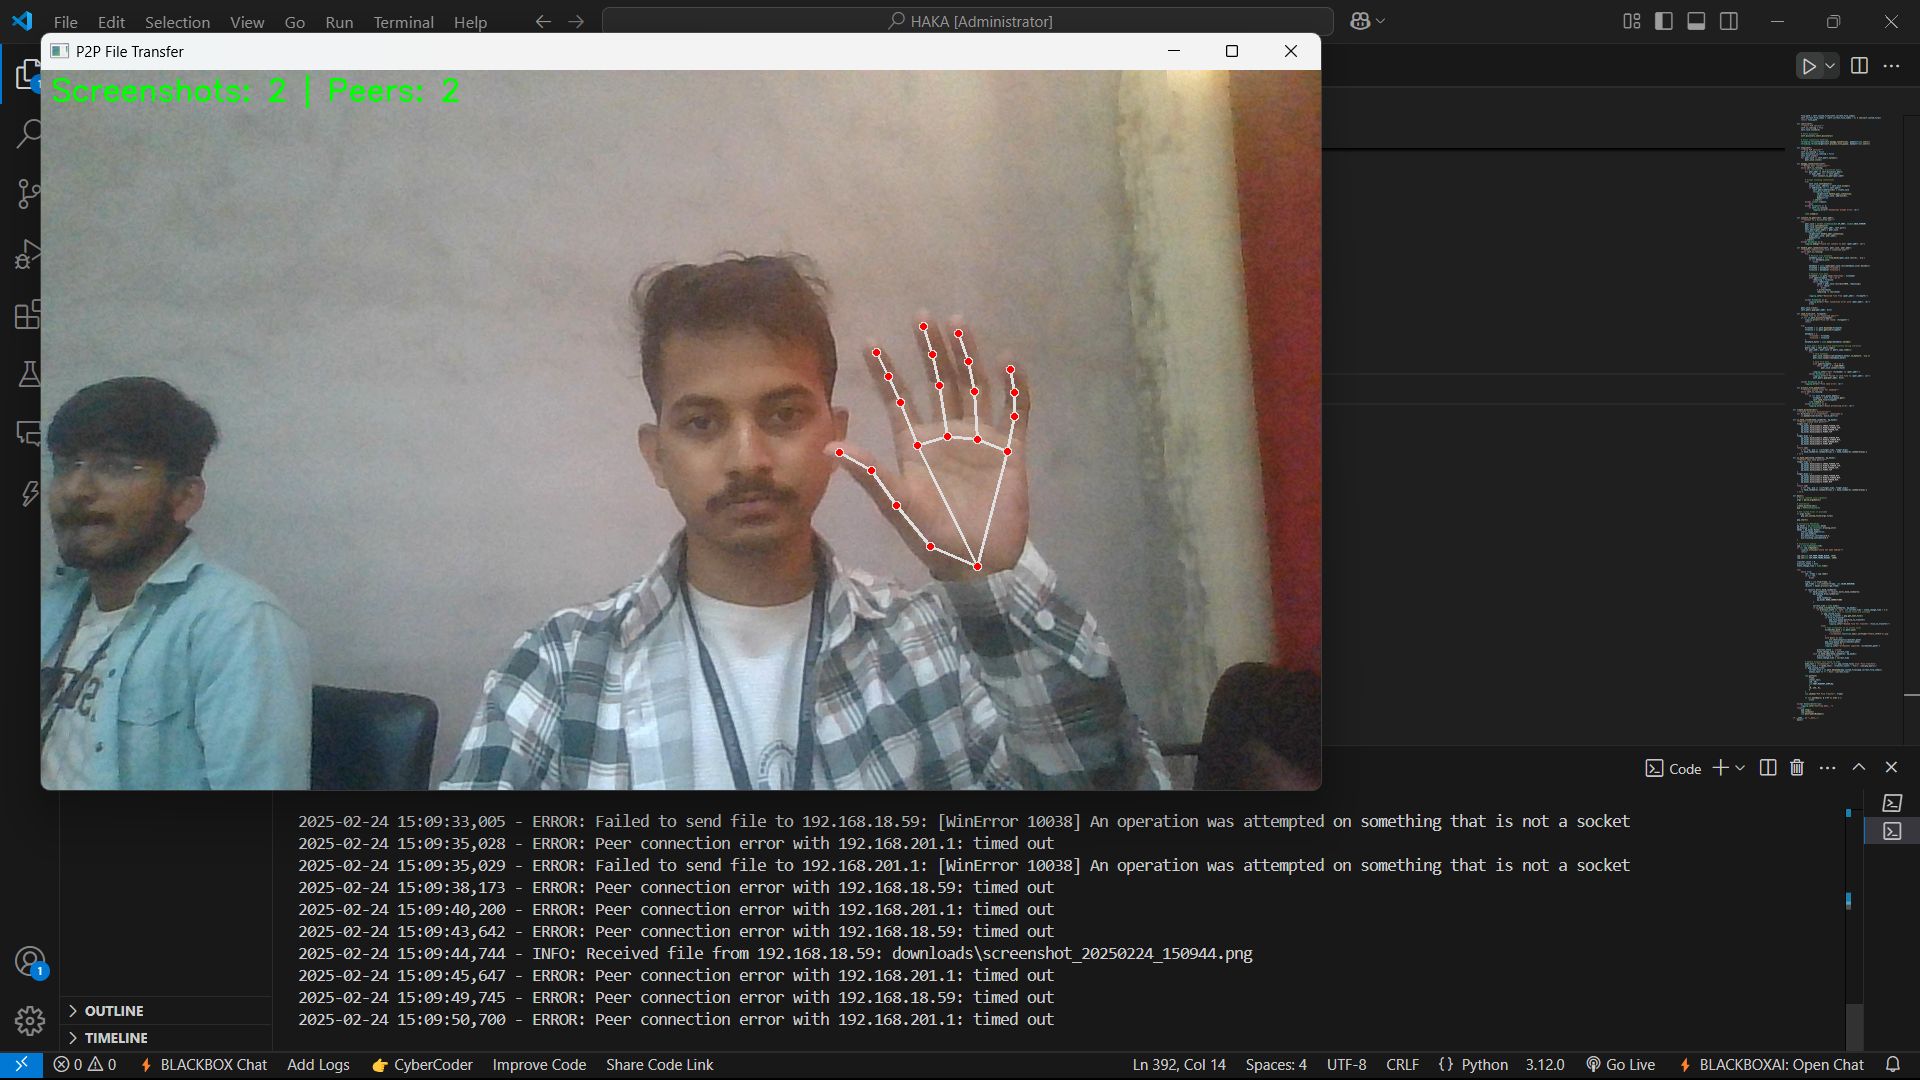 File Edit Selection View Go Run Terminal Help
HAKA [Administrator]
P2P File Transfer
Screenshots: 2 | Peers: 2
Code
2025-02-24 15:09:33,005 - ERROR: Failed to send file to 192.168.18.59: [WinError 10038] An operation was attempted on something that is not a socket
2025-02-24 15:09:35,028 - ERROR: Peer connection error with 192.168.201.1: timed out
2025-02-24 15:09:35,029 - ERROR: Failed to send file to 192.168.201.1: [WinError 10038] An operation was attempted on something that is not a socket
2025-02-24 15:09:38,173 - ERROR: Peer connection error with 192.168.18.59: timed out
2025-02-24 15:09:40,200 - ERROR: Peer connection error with 192.168.201.1: timed out
2025-02-24 15:09:43,642 - ERROR: Peer connection error with 192.168.18.59: timed out
2025-02-24 15:09:44,744 - INFO: Received file from 192.168.18.59: downloads\screenshot_20250224_150944.png
2025-02-24 15:09:45,647 - ERROR: Peer connection error with 192.168.201.1: timed out
2025-02-24 15:09:49,745 - ERROR: Peer connection error with 192.168.18.59: timed out
2025-02-24 15:09:50,700 - ERROR: Peer connection error with 192.168.201.1: timed out
1
OUTLINE
TIMELINE
0 0 BLACKBOX Chat Add Logs CyberCoder Improve Code Share Code Link Ln 392, Col 14 Spaces: 4 UTF-8 CRLF {} Python 3.12.0 Go Live BLACKBOXAI: Open Chat